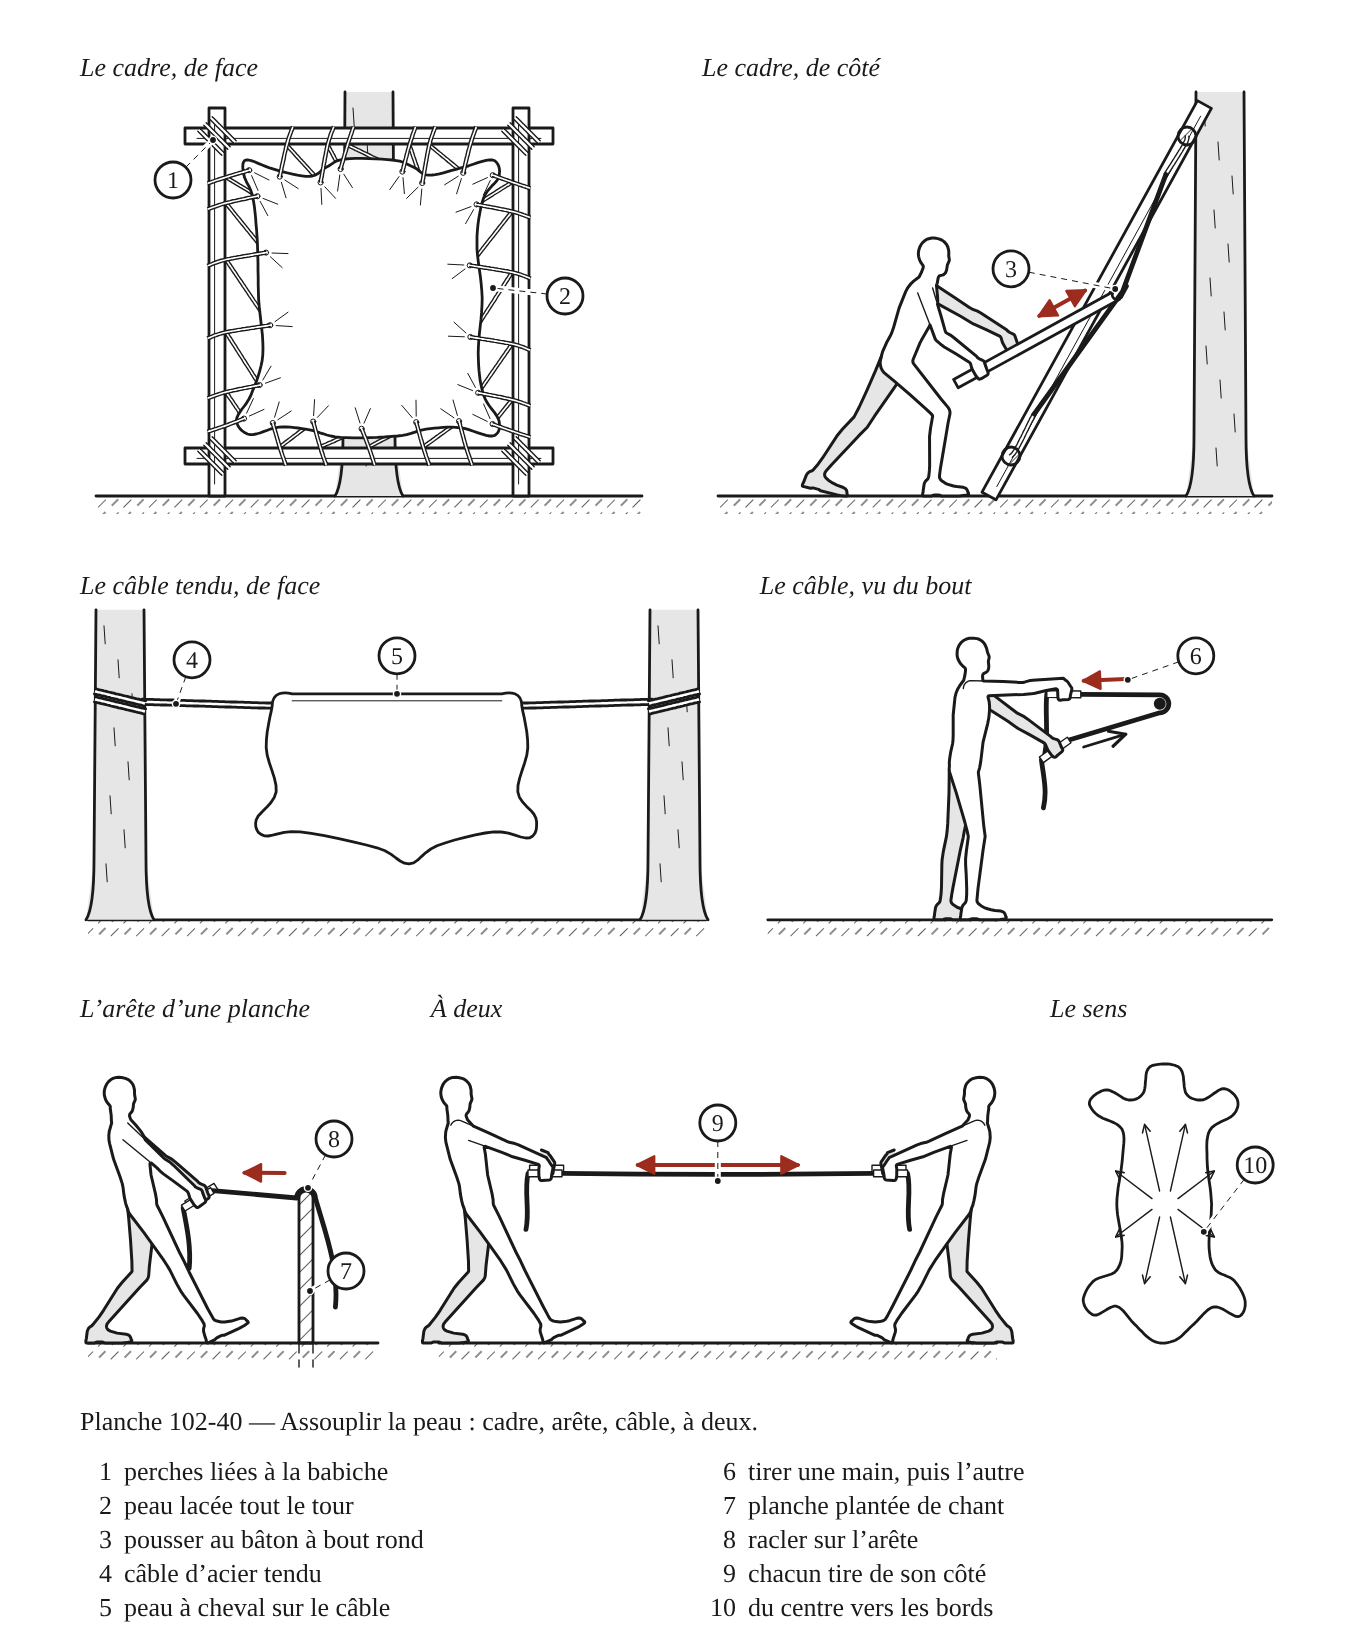 Le cadre, de face
Le cadre, de côté
1
2
3
Le câble tendu, de face
Le câble, vu du bout
4
5
6
L’arête d’une planche
À deux
Le sens
8
7
9
10
Planche 102-40 — Assouplir la peau : cadre, arête, câble, à deux.
1 perches liées à la babiche
2 peau lacée tout le tour
3 pousser au bâton à bout rond
4 câble d’acier tendu
5 peau à cheval sur le câble
6 tirer une main, puis l’autre
7 planche plantée de chant
8 racler sur l’arête
9 chacun tire de son côté
10 du centre vers les bords